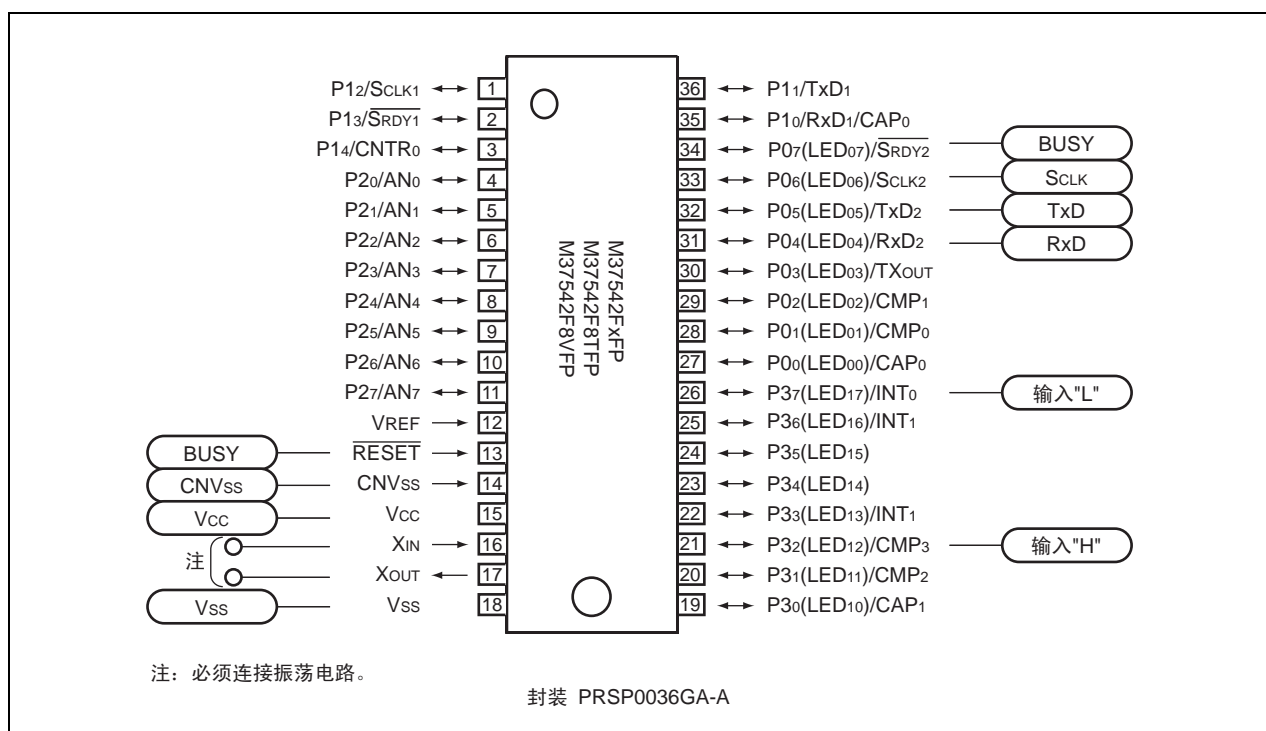 P12/SCLK1 1 36 P11/TxD1
P13/SRDY1 2 35 P10/RxD1/CAP0
P14/CNTR0 3 34 P07(LED07)/SRDY2 BUSY
P20/AN0 4 33 P06(LED06)/SCLK2 SCLK
P21/AN1 5 32 P05(LED05)/TxD2 TxD
P22/AN2 6 31 P04(LED04)/RxD2 RxD
P23/AN3 7 30 P03(LED03)/TXOUT
P24/AN4 8 29 P02(LED02)/CMP1
P25/AN5 9 28 P01(LED01)/CMP0
P26/AN6 10 27 P00(LED00)/CAP0
P27/AN7 11 26 P37(LED17)/INT0 输入"L"
VREF 12 25 P36(LED16)/INT1
BUSY RESET 13 24 P35(LED15)
CNVSS CNVSS 14 23 P34(LED14)
VCC VCC 15 22 P33(LED13)/INT1
XIN 16 21 P32(LED12)/CMP3 输入"H"
注
XOUT 17 20 P31(LED11)/CMP2
VSS VSS 18 19 P30(LED10)/CAP1
M37542FxFP
M37542F8TFP
M37542F8VFP
注：必须连接振荡电路。
封装 PRSP0036GA-A